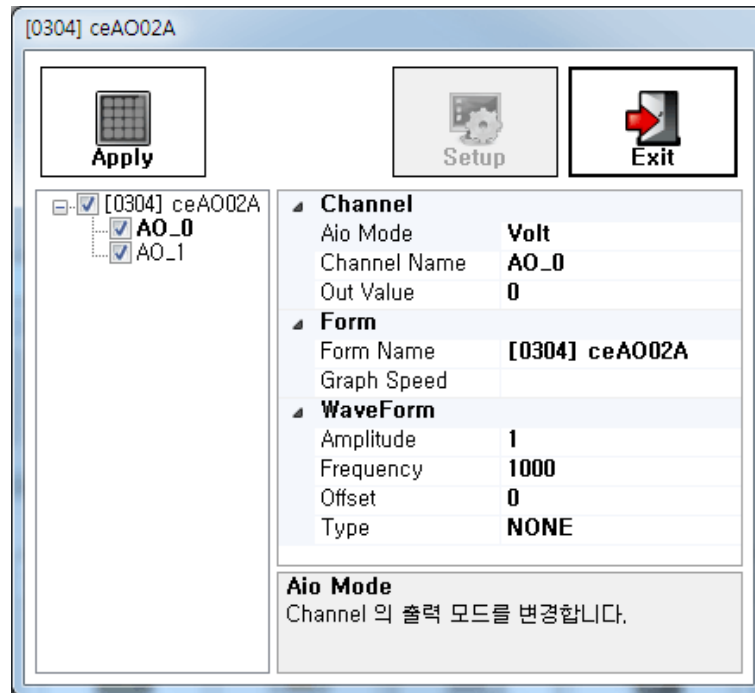 [0304] ceAO02A
Apply
Setup
Exit
[0304] ceAO02A
AO_0
AO_1
Channel
Aio Mode Volt
Channel Name AO_0
Out Value 0
Form
Form Name [0304] ceAO02A
Graph Speed
WaveForm
Amplitude 1
Frequency 1000
Offset 0
Type NONE
Aio Mode
Channel 의 출력 모드를 변경합니다.